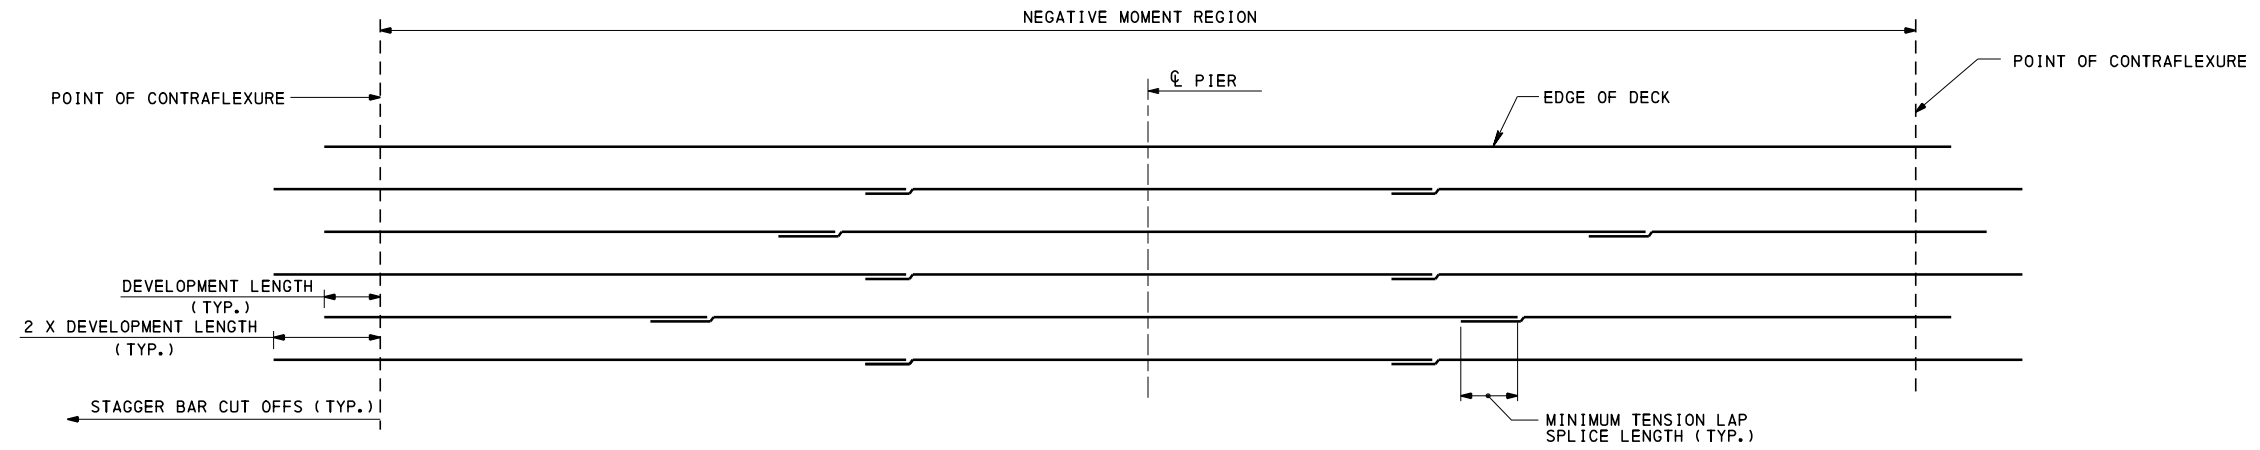 NEGATIVE MOMENT REGION
POINT OF CONTRAFLEXURE
℄ PIER
POINT OF CONTRAFLEXURE
EDGE OF DECK
DEVELOPMENT LENGTH
(TYP.)
2 X DEVELOPMENT LENGTH
(TYP.)
STAGGER BAR CUT OFFS (TYP.)
MINIMUM TENSION LAP
SPLICE LENGTH (TYP.)